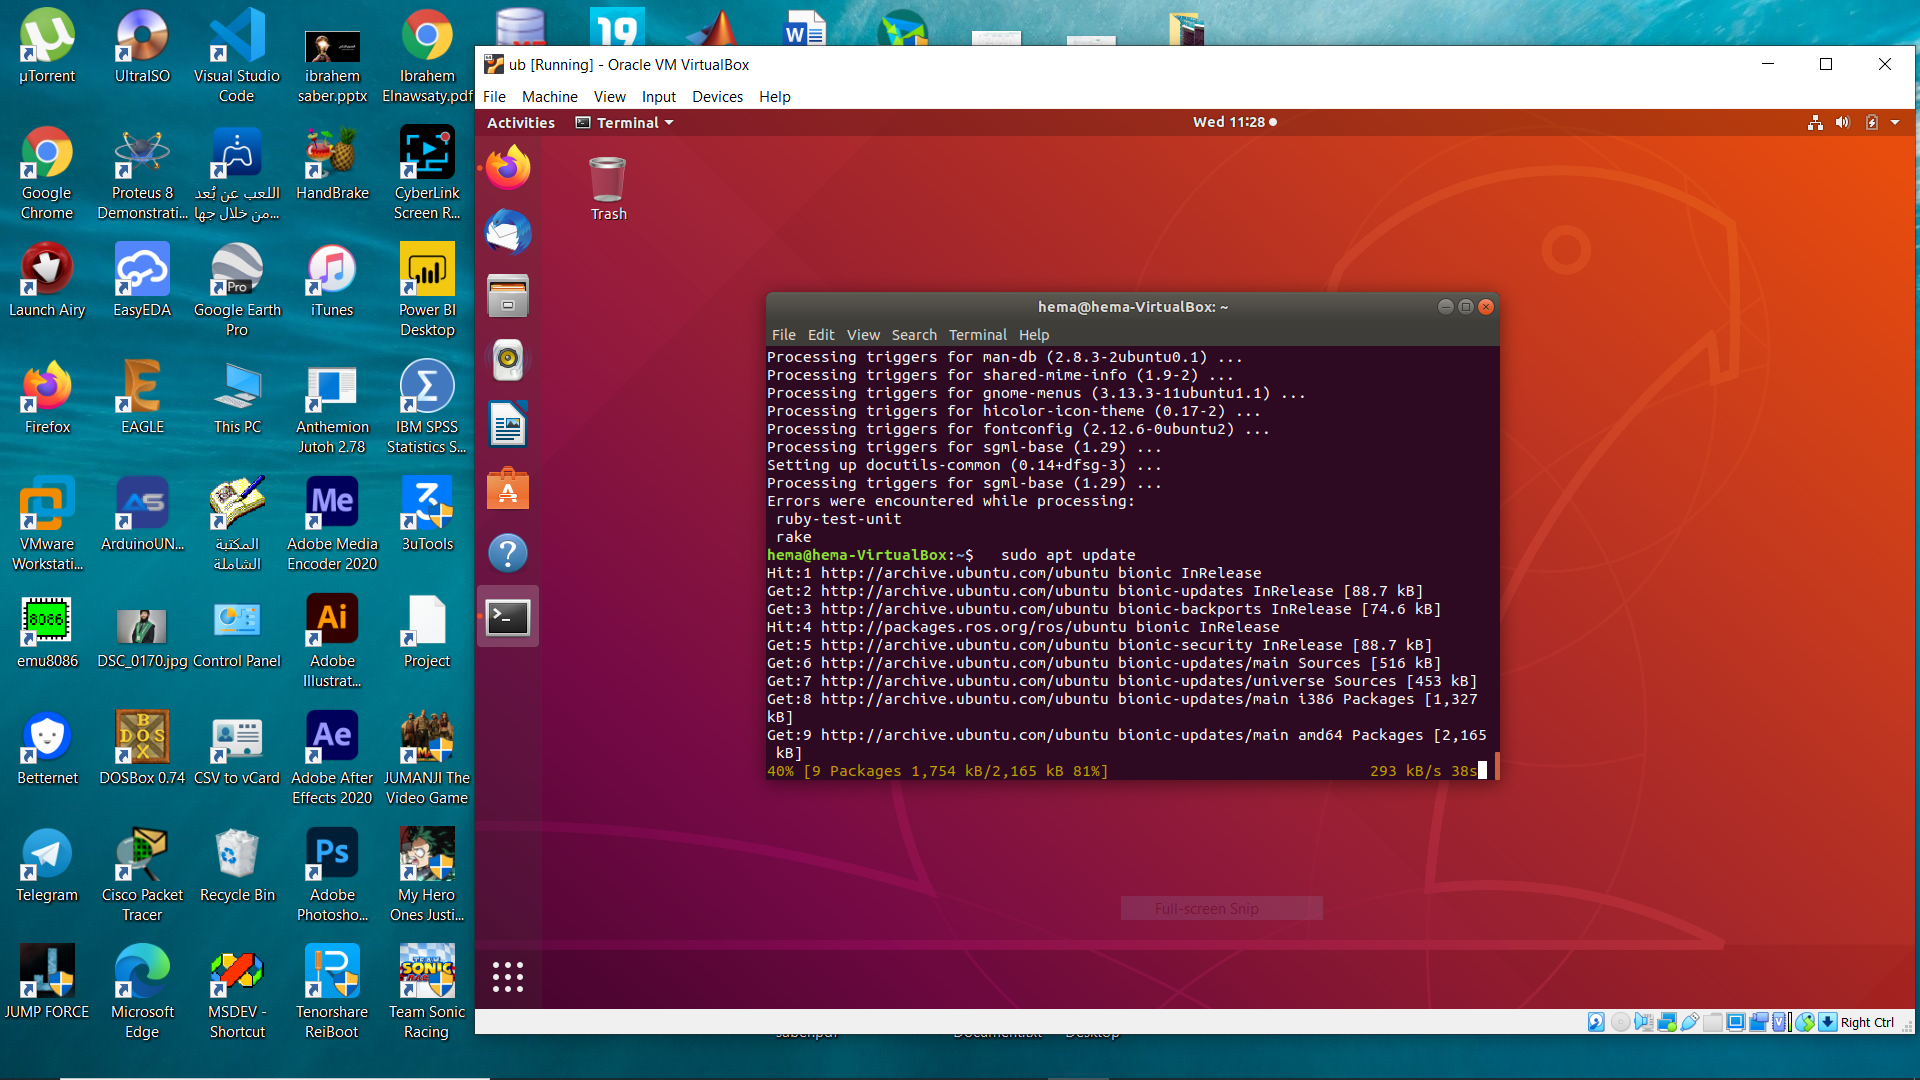 µTorrent
UltraISO
Visual Studio
Code
ibrahem
saber.pptx
Ibrahem
Elnawsaty.pdf
19
W
Google
Chrome
Proteus 8
Demonstrati...
اللعب عن بُعد
من خلال جها...
HandBrake
CyberLink
Screen R...
Launch Airy
EasyEDA
Pro
Google Earth
Pro
iTunes
Power BI
Desktop
Firefox
EAGLE
This PC
Anthemion
Jutoh 2.78
Σ
IBM SPSS
Statistics S...
VMware
Workstati...
AS
ArduinoUN...
المكتبة
الشاملة
Me
Adobe Media
Encoder 2020
3uTools
8086
emu8086
DSC_0170.jpg
Control Panel
Ai
Adobe
Illustrat...
Project
Betternet
DOSBox 0.74
CSV to vCard
Ae
Adobe After
Effects 2020
JUMANJI The
Video Game
Telegram
Cisco Packet
Tracer
Recycle Bin
Ps
Adobe
Photosho...
My Hero
Ones Justi...
JUMP FORCE
Microsoft
Edge
MSDEV -
Shortcut
Tenorshare
ReiBoot
TEAM
SONIC
Team Sonic
Racing
ub [Running] - Oracle VM VirtualBox
File Machine View Input Devices Help
Activities Terminal Wed 11:28
Trash
hema@hema-VirtualBox: ~
File Edit View Search Terminal Help
Processing triggers for man-db (2.8.3-2ubuntu0.1) ...
Processing triggers for shared-mime-info (1.9-2) ...
Processing triggers for gnome-menus (3.13.3-11ubuntu1.1) ...
Processing triggers for hicolor-icon-theme (0.17-2) ...
Processing triggers for fontconfig (2.12.6-0ubuntu2) ...
Processing triggers for sgml-base (1.29) ...
Setting up docutils-common (0.14+dfsg-3) ...
Processing triggers for sgml-base (1.29) ...
Errors were encountered while processing:
ruby-test-unit
rake
hema@hema-VirtualBox:~$ sudo apt update
Hit:1 http://archive.ubuntu.com/ubuntu bionic InRelease
Get:2 http://archive.ubuntu.com/ubuntu bionic-updates InRelease [88.7 kB]
Get:3 http://archive.ubuntu.com/ubuntu bionic-backports InRelease [74.6 kB]
Hit:4 http://packages.ros.org/ros/ubuntu bionic InRelease
Get:5 http://archive.ubuntu.com/ubuntu bionic-security InRelease [88.7 kB]
Get:6 http://archive.ubuntu.com/ubuntu bionic-updates/main Sources [516 kB]
Get:7 http://archive.ubuntu.com/ubuntu bionic-updates/universe Sources [453 kB]
Get:8 http://archive.ubuntu.com/ubuntu bionic-updates/main i386 Packages [1,327
kB]
Get:9 http://archive.ubuntu.com/ubuntu bionic-updates/main amd64 Packages [2,165
kB]
40% [9 Packages 1,754 kB/2,165 kB 81%] 293 kB/s 38s
Full-screen Snip
Right Ctrl